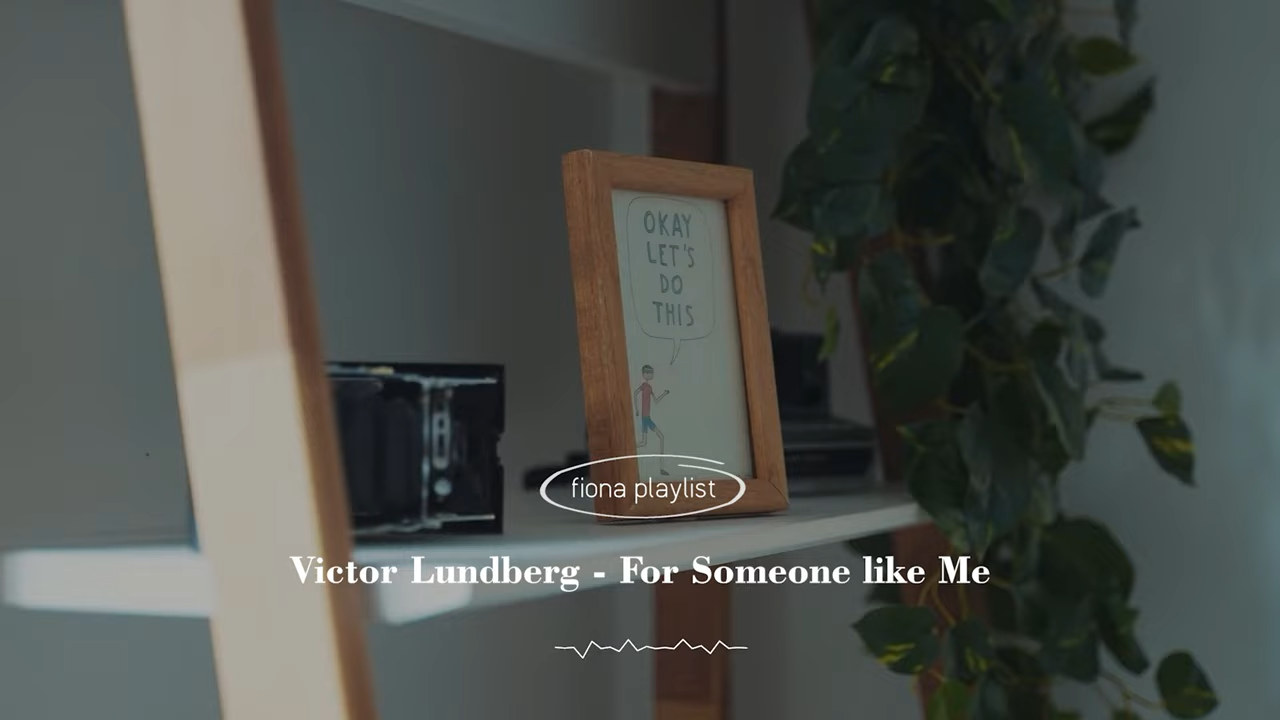 OKAY
LET'S
DO
THIS
fiona playlist
Victor Lundberg - For Someone like Me